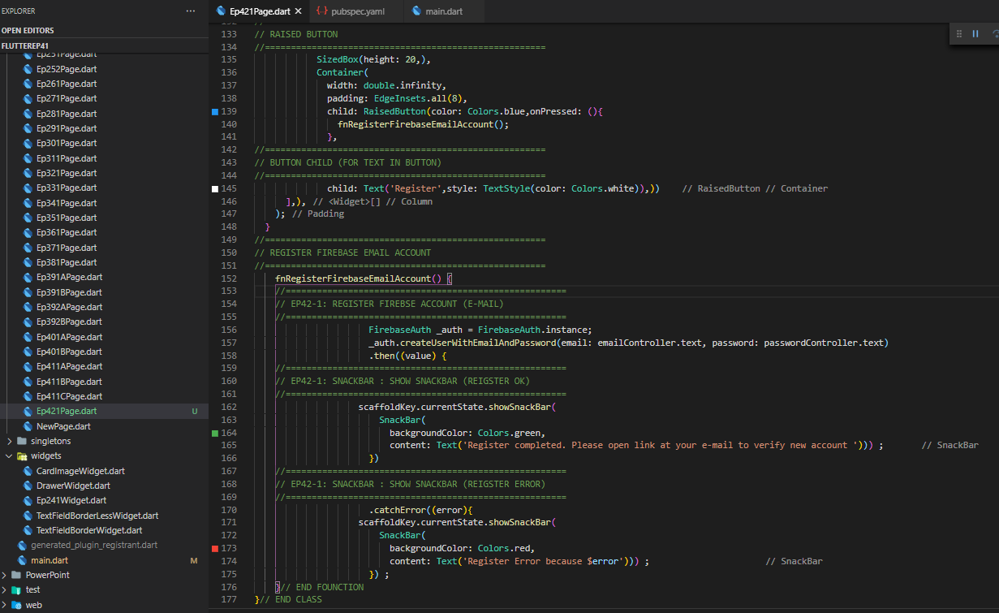 EXPLORER
...
OPEN EDITORS
FLUTTEREP41
Ep251Page.dart
Ep252Page.dart
Ep261Page.dart
Ep271Page.dart
Ep281Page.dart
Ep291Page.dart
Ep301Page.dart
Ep311Page.dart
Ep321Page.dart
Ep331Page.dart
Ep341Page.dart
Ep351Page.dart
Ep361Page.dart
Ep371Page.dart
Ep381Page.dart
Ep391APage.dart
Ep391BPage.dart
Ep392APage.dart
Ep392BPage.dart
Ep401APage.dart
Ep401BPage.dart
Ep411APage.dart
Ep411BPage.dart
Ep411CPage.dart
Ep421Page.dart U
NewPage.dart
singletons
widgets
CardImageWidget.dart
DrawerWidget.dart
Ep241Widget.dart
TextFieldBorderLessWidget.dart
TextFieldBorderWidget.dart
generated_plugin_registrant.dart
main.dart M
PowerPoint
test
web
Ep421Page.dart
pubspec.yaml
main.dart
133 // RAISED BUTTON
134 //======================================================
135 SizedBox(height: 20,),
136 Container(
137 width: double.infinity,
138 padding: EdgeInsets.all(8),
139 child: RaisedButton(color: Colors.blue,onPressed: (){
140 fnRegisterFirebaseEmailAccount();
141 },
142 //======================================================
143 // BUTTON CHILD (FOR TEXT IN BUTTON)
144 //======================================================
145 child: Text('Register',style: TextStyle(color: Colors.white)),)) // RaisedButton // Container
146 ],), // <Widget>[] // Column
147 ); // Padding
148 }
149 //======================================================
150 // REGISTER FIREBASE EMAIL ACCOUNT
151 //======================================================
152 fnRegisterFirebaseEmailAccount() {
153 //======================================================
154 // EP42-1: REGISTER FIREBSE ACCOUNT (E-MAIL)
155 //======================================================
156 FirebaseAuth _auth = FirebaseAuth.instance;
157 _auth.createUserWithEmailAndPassword(email: emailController.text, password: passwordController.text)
158 .then((value) {
159 //======================================================
160 // EP42-1: SNACKBAR : SHOW SNACKBAR (REIGSTER OK)
161 //======================================================
162 scaffoldKey.currentState.showSnackBar(
163 SnackBar(
164 backgroundColor: Colors.green,
165 content: Text('Register completed. Please open link at your e-mail to verify new account '))) ; // SnackBar
166 })
167 //======================================================
168 // EP42-1: SNACKBAR : SHOW SNACKBAR (REIGSTER ERROR)
169 //======================================================
170 .catchError((error){
171 scaffoldKey.currentState.showSnackBar(
172 SnackBar(
173 backgroundColor: Colors.red,
174 content: Text('Register Error because $error'))) ; // SnackBar
175 }) ;
176 }// END FOUNCTION
177 }// END CLASS